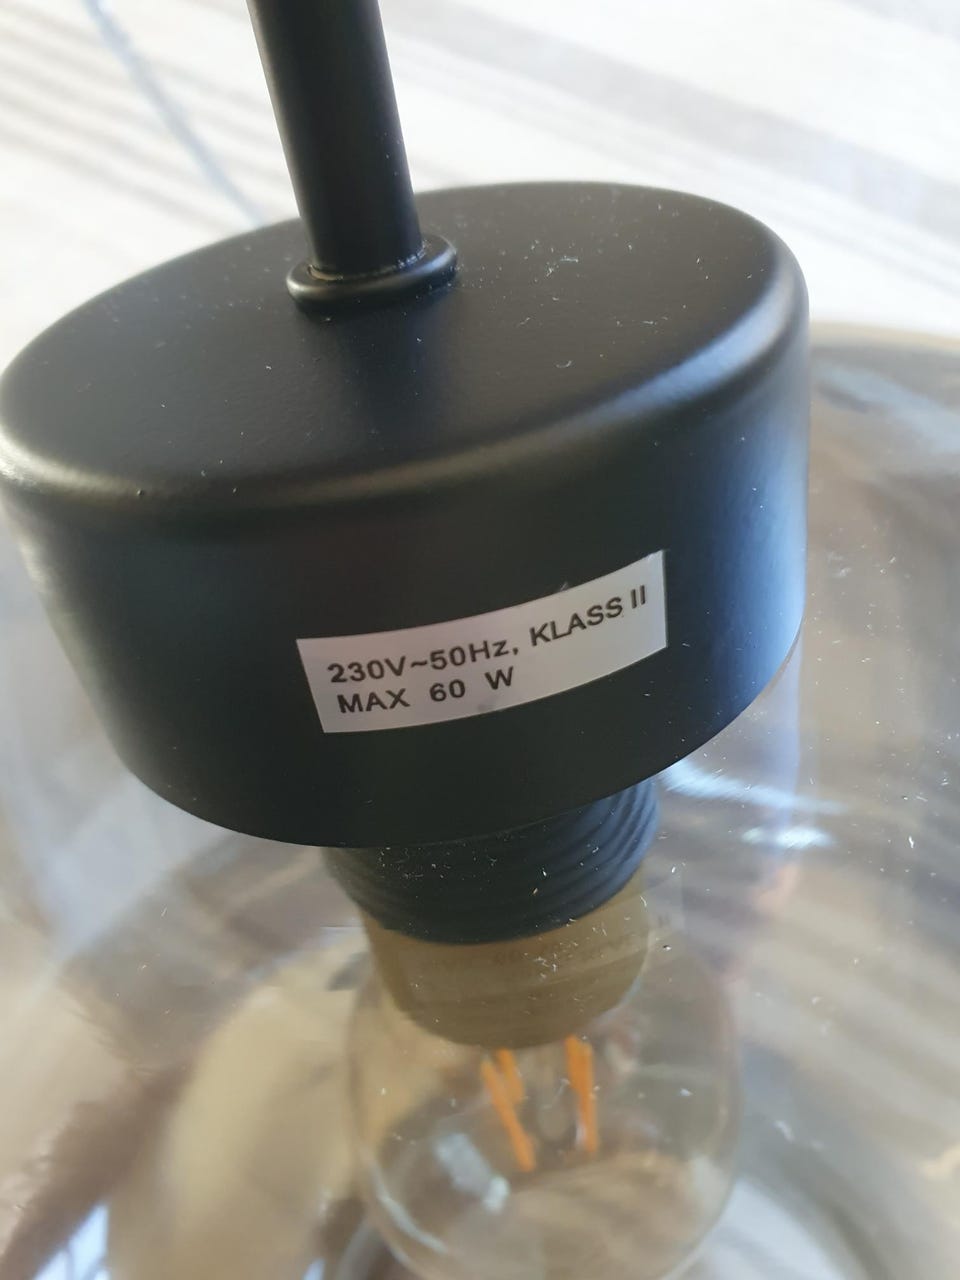 230V~50Hz, KLASS II
MAX 60 W